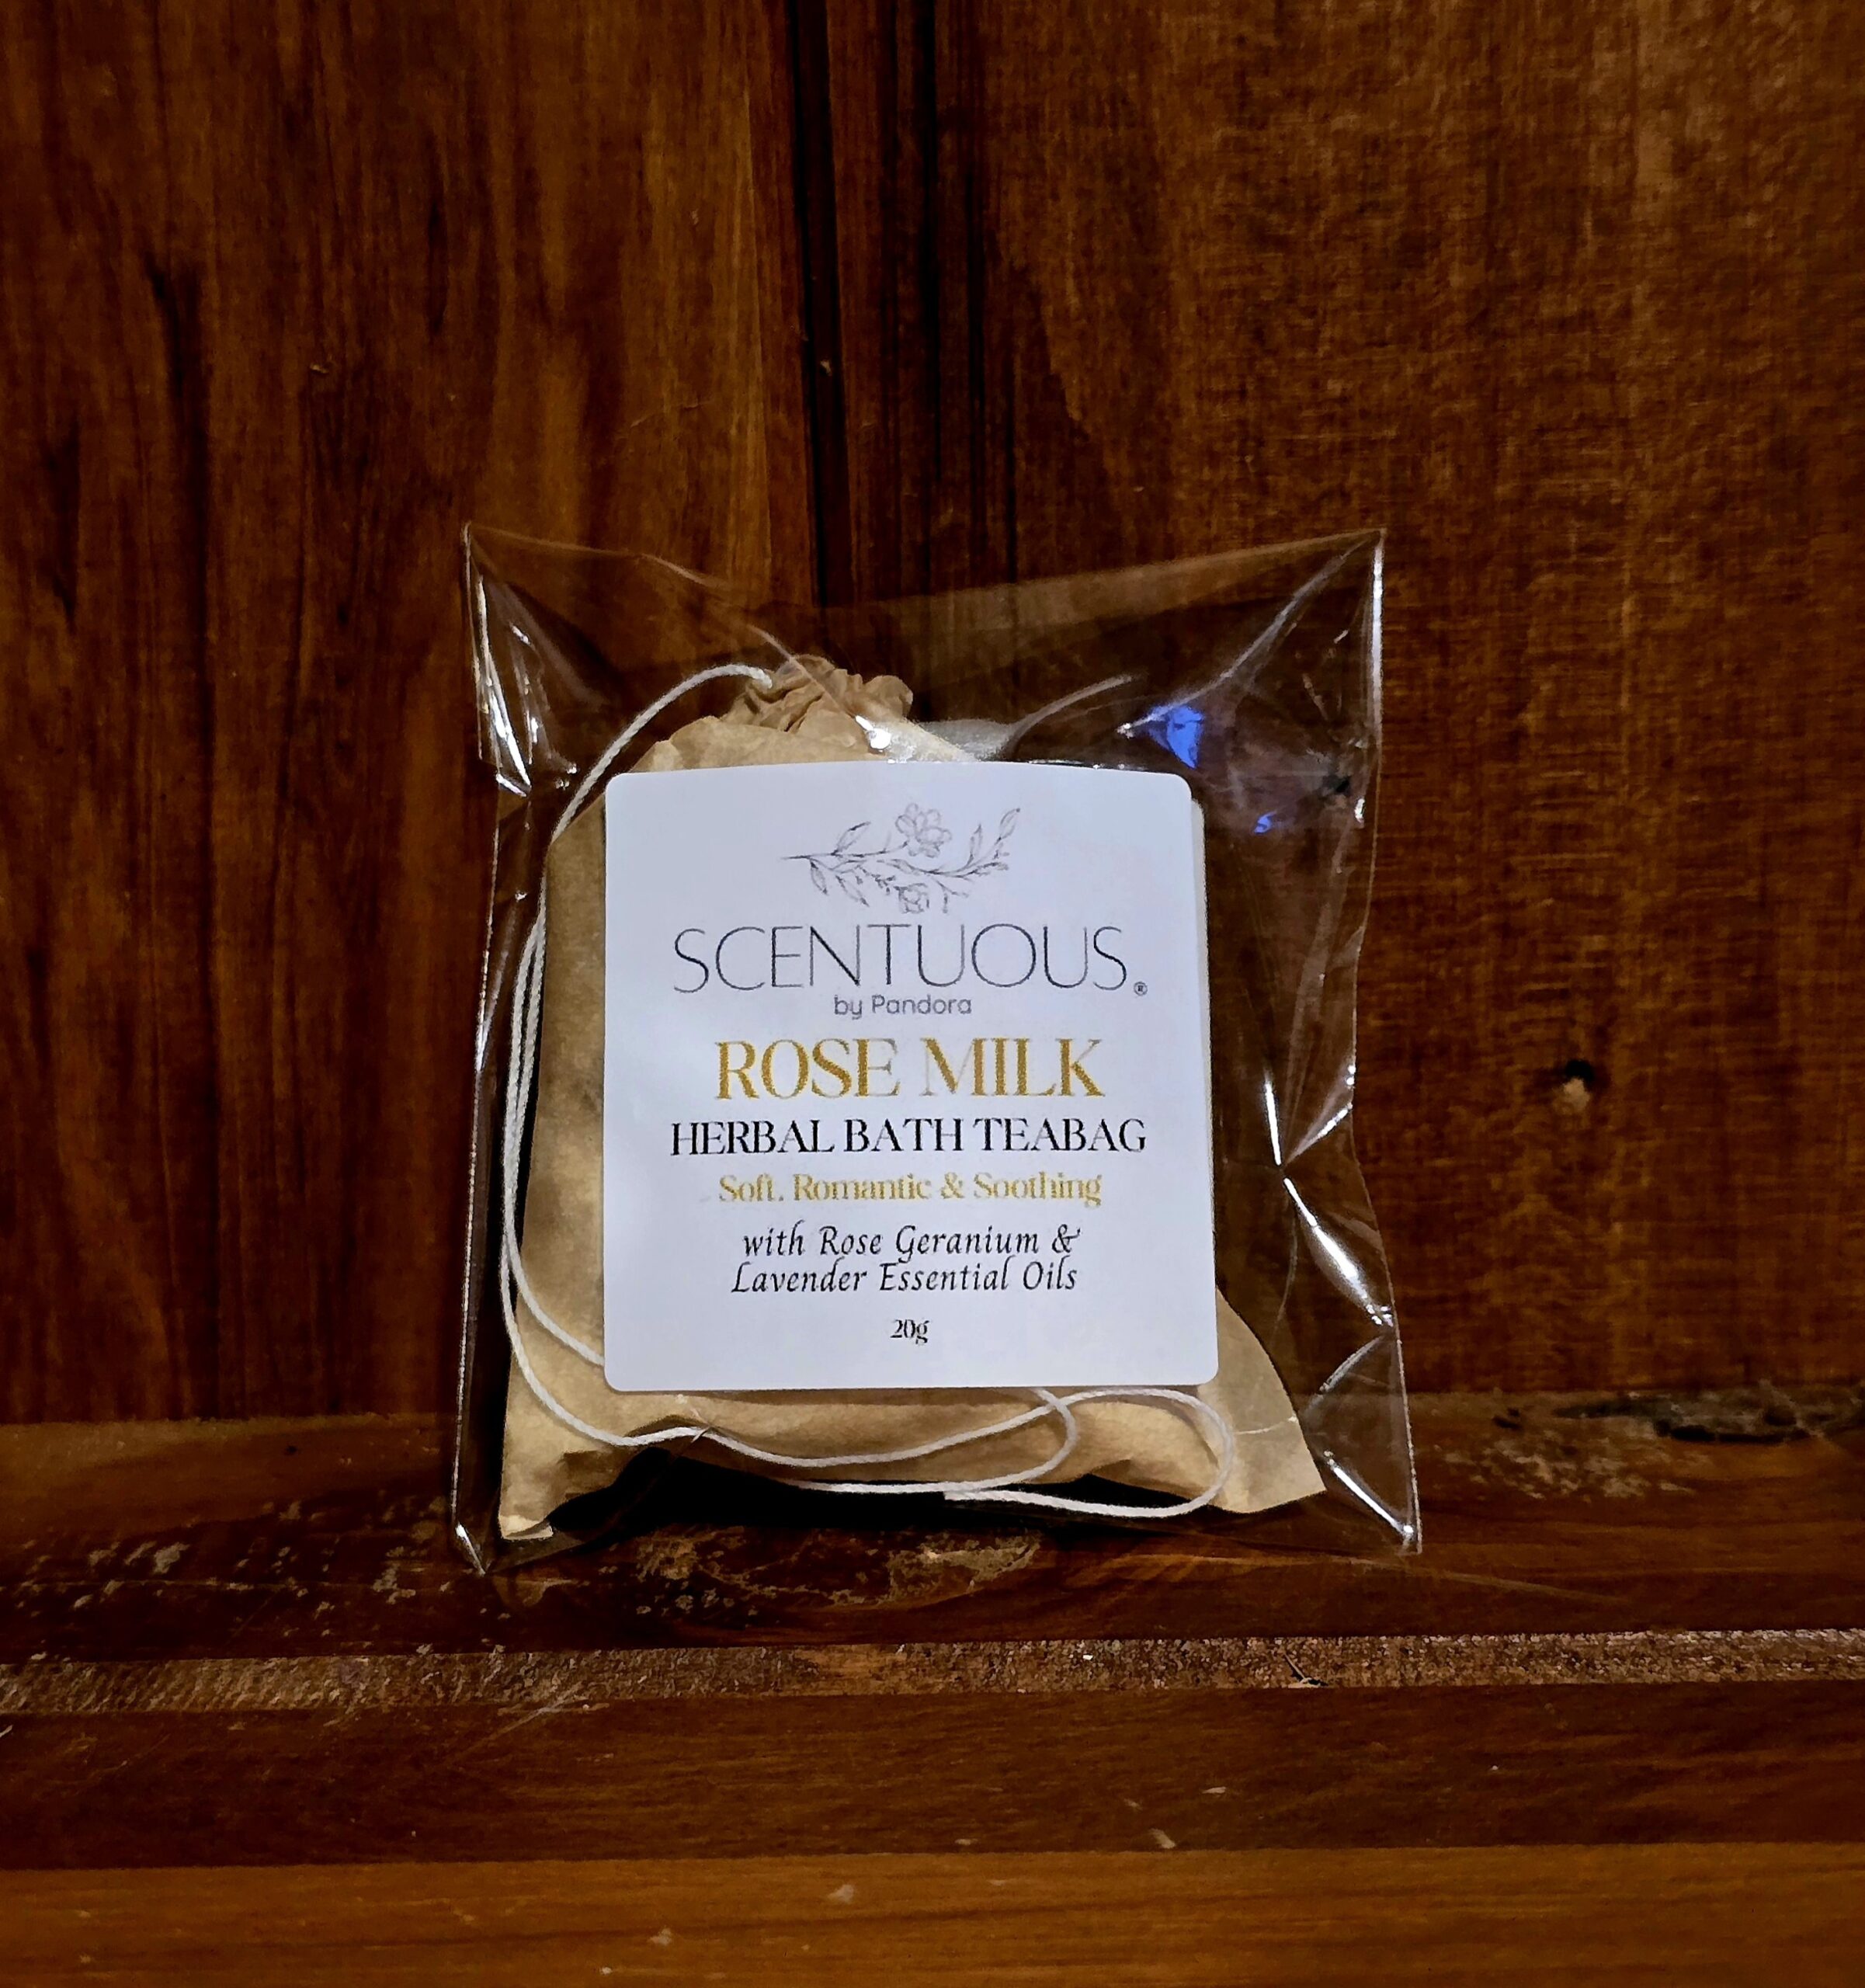 SCENTUOUS®
by Pandora
ROSE MILK
HERBAL BATH TEABAG
Soft. Romantic & Soothing
with Rose Geranium &
Lavender Essential Oils
20g